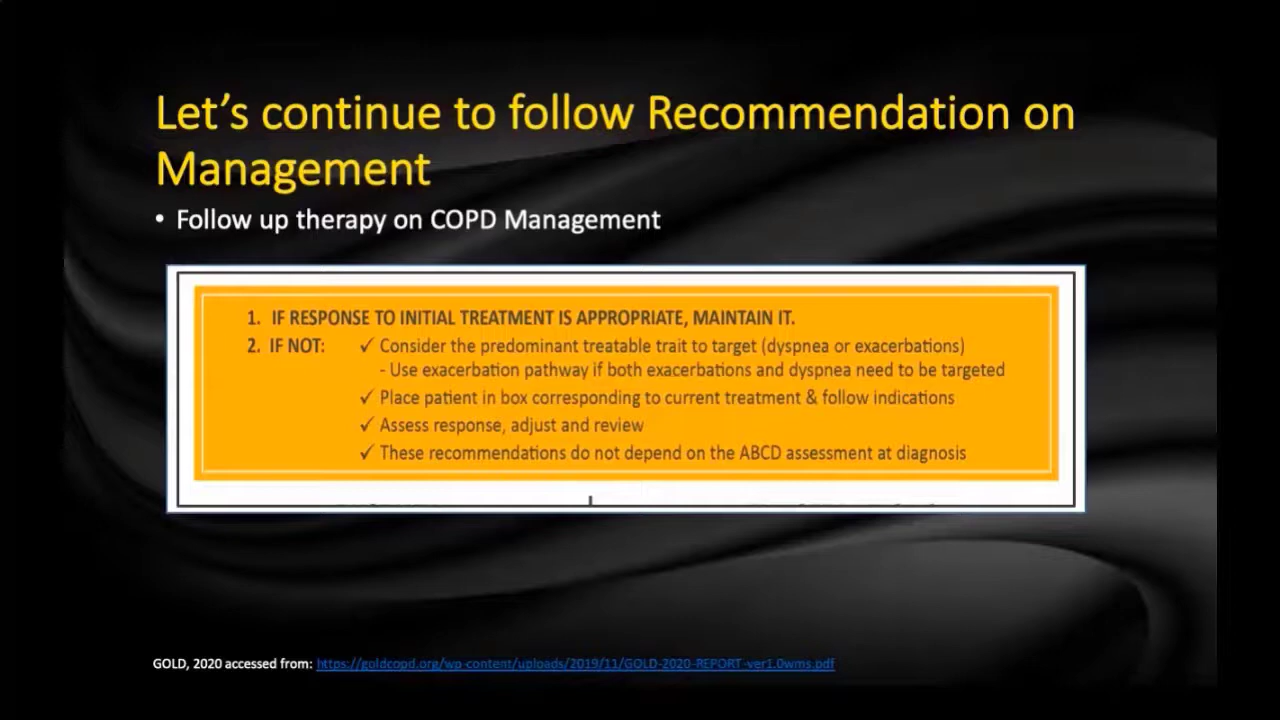 Let's continue to follow Recommendation on
Management
• Follow up therapy on COPD Management
1. IF RESPONSE TO INITIAL TREATMENT IS APPROPRIATE, MAINTAIN IT.
2. IF NOT: ✓ Consider the predominant treatable trait to target (dyspnea or exacerbations)
- Use exacerbation pathway if both exacerbations and dyspnea need to be targeted
✓ Place patient in box corresponding to current treatment & follow indications
✓ Assess response, adjust and review
✓ These recommendations do not depend on the ABCD assessment at diagnosis
GOLD, 2020 accessed from: https://goldcopd.org/wp-content/uploads/2019/11/GOLD-2020-REPORT-ver1.0wms.pdf